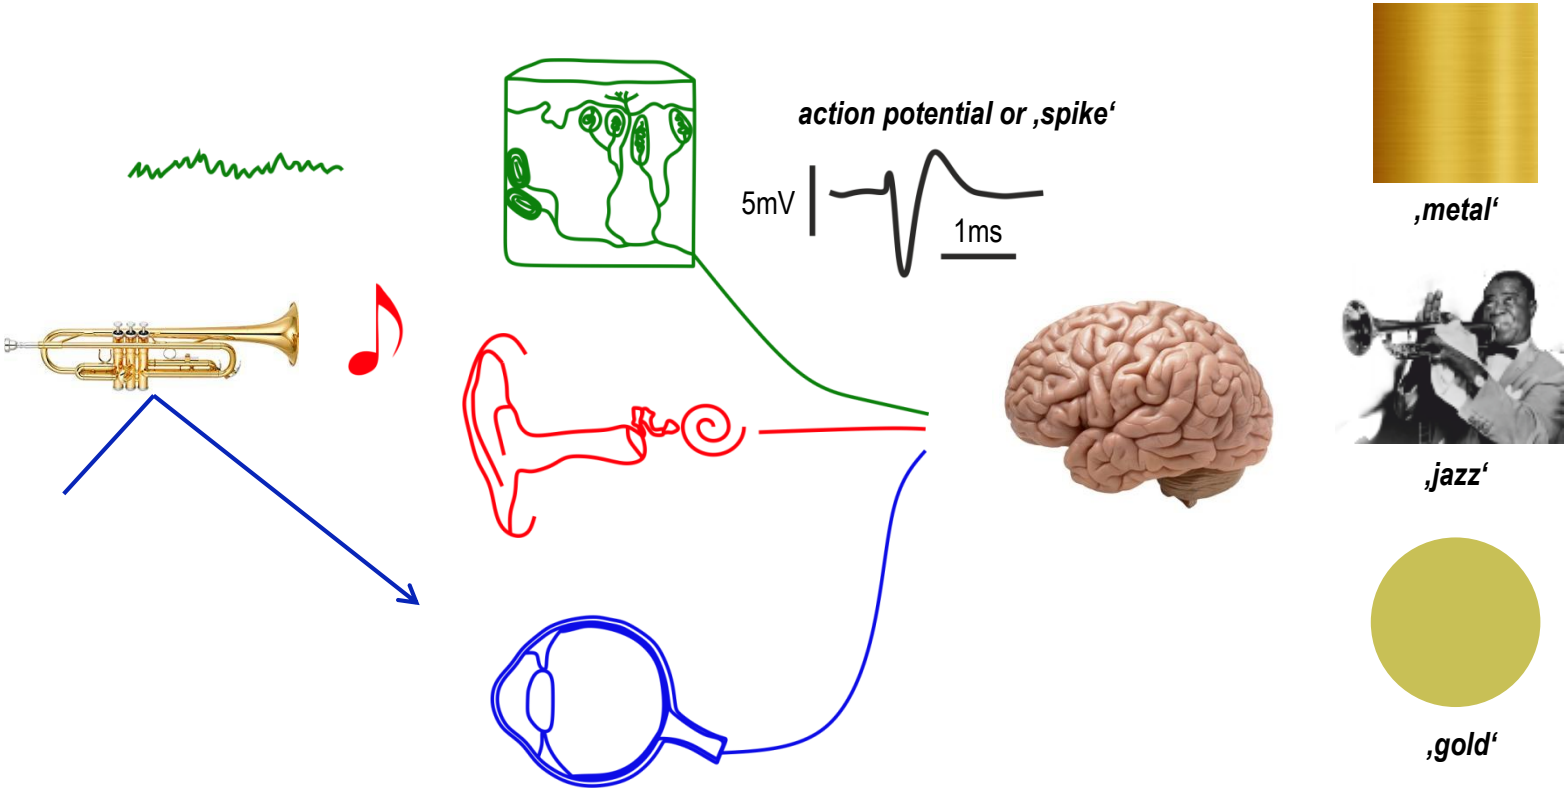 action potential or ‚spike‘
5mV
1ms
‚metal‘
‚jazz‘
‚gold‘